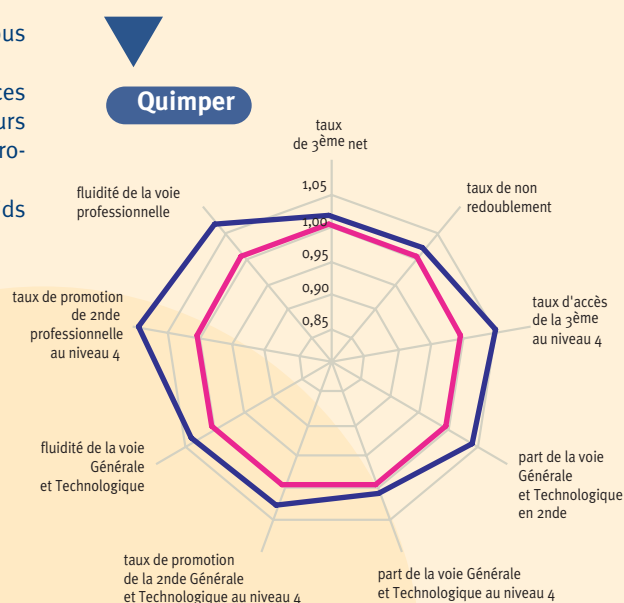 ous
ces
urs
ro-
ds
Quimper
taux
de 3ème net
1,05
1,00
0,95
0,90
0,85
taux de non
redoublement
taux d'accès
de la 3ème
au niveau 4
part de la voie
Générale
et Technologique
en 2nde
part de la voie Générale
et Technologique au niveau 4
taux de promotion
de la 2nde Générale
et Technologique au niveau 4
fluidité de la voie
Générale
et Technologique
taux de promotion
de 2nde
professionnelle
au niveau 4
fluidité de la voie
professionnelle